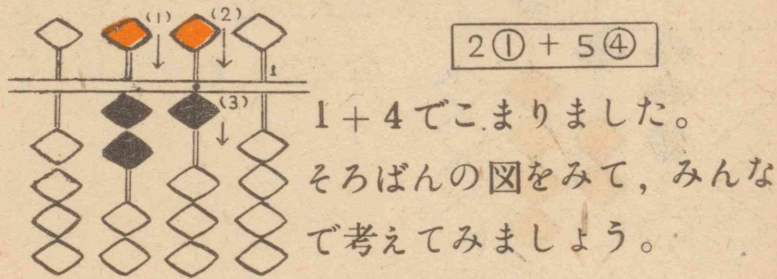 (1) (2)
2① + 5④
1
(3)
1 + 4でこまりました。
そろばんの図をみて，みんな
で考えてみましょう。